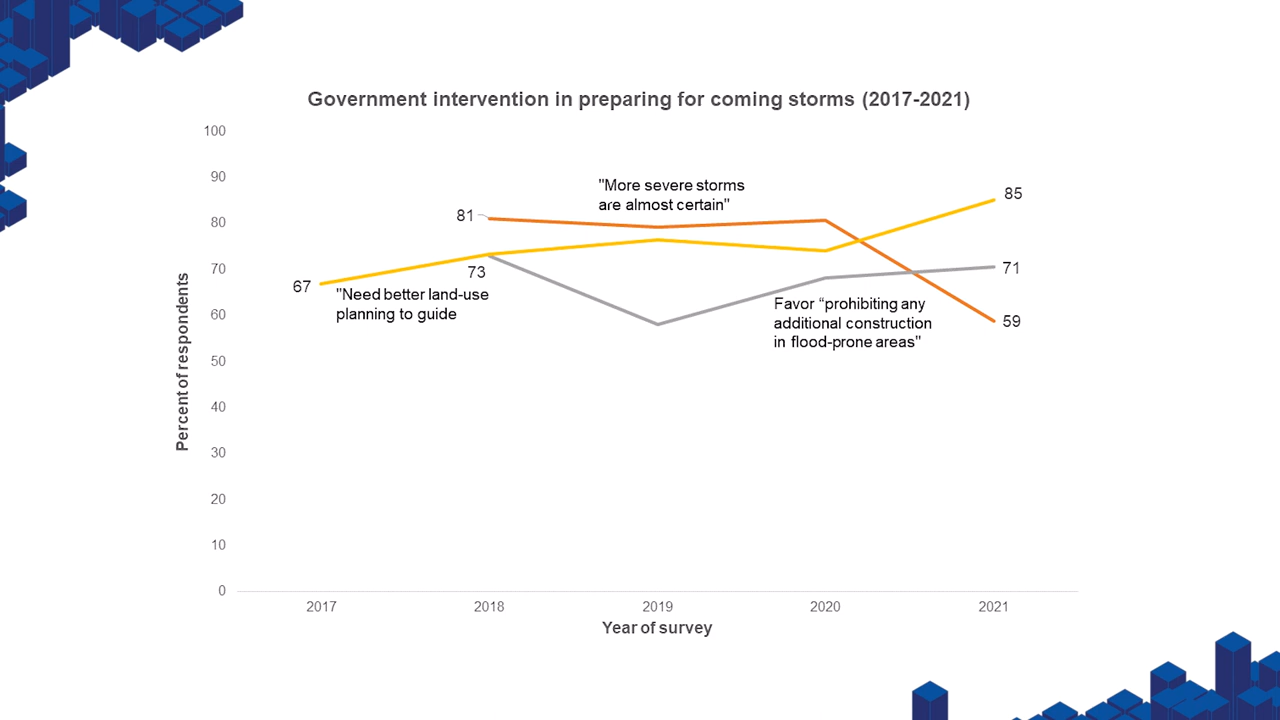 Government intervention in preparing for coming storms (2017-2021)
100
90
80
70
60
50
40
30
20
10
0
Percent of respondents
"More severe storms
are almost certain"
81
85
73
67
"Need better land-use
planning to guide
71
Favor “prohibiting any
additional construction
in flood-prone areas"
59
2017
2018
2019
2020
2021
Year of survey